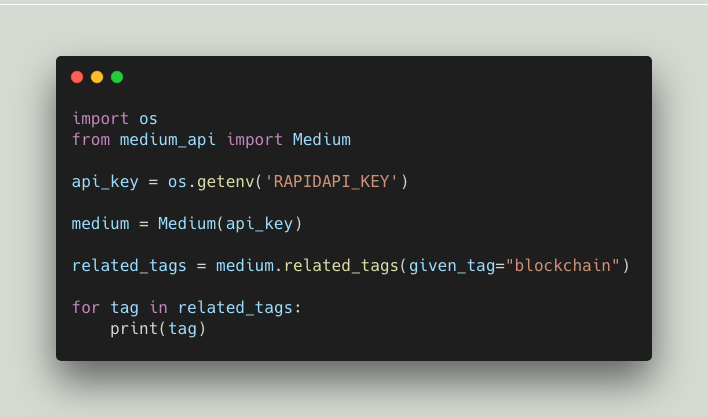 import os
from medium_api import Medium
api_key = os.getenv('RAPIDAPI_KEY')
medium = Medium(api_key)
related_tags = medium.related_tags(given_tag="blockchain")
for tag in related_tags:
    print(tag)